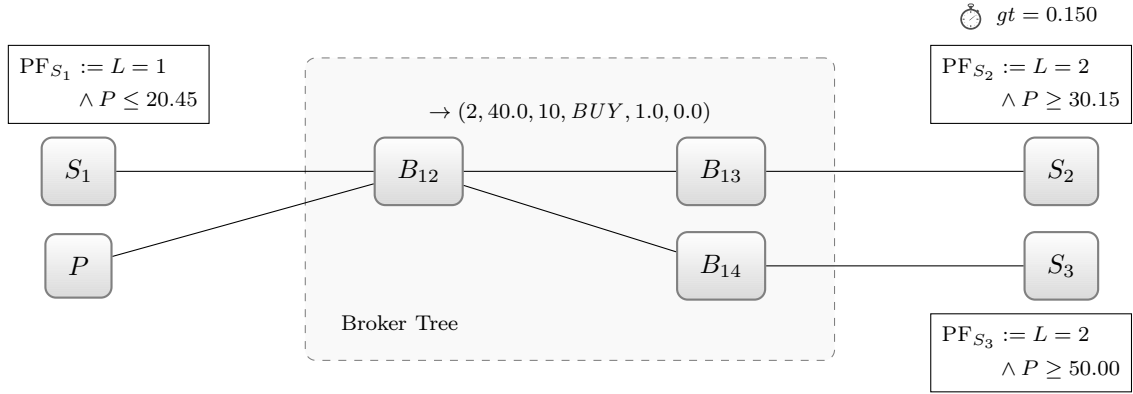 gt = 0.150
PF_{S_1} := L = 1
∧ P ≤ 20.45
PF_{S_2} := L = 2
∧ P ≥ 30.15
→ (2, 40.0, 10, BUY, 1.0, 0.0)
S_1
B_{12}
B_{13}
S_2
P
B_{14}
S_3
Broker Tree
PF_{S_3} := L = 2
∧ P ≥ 50.00